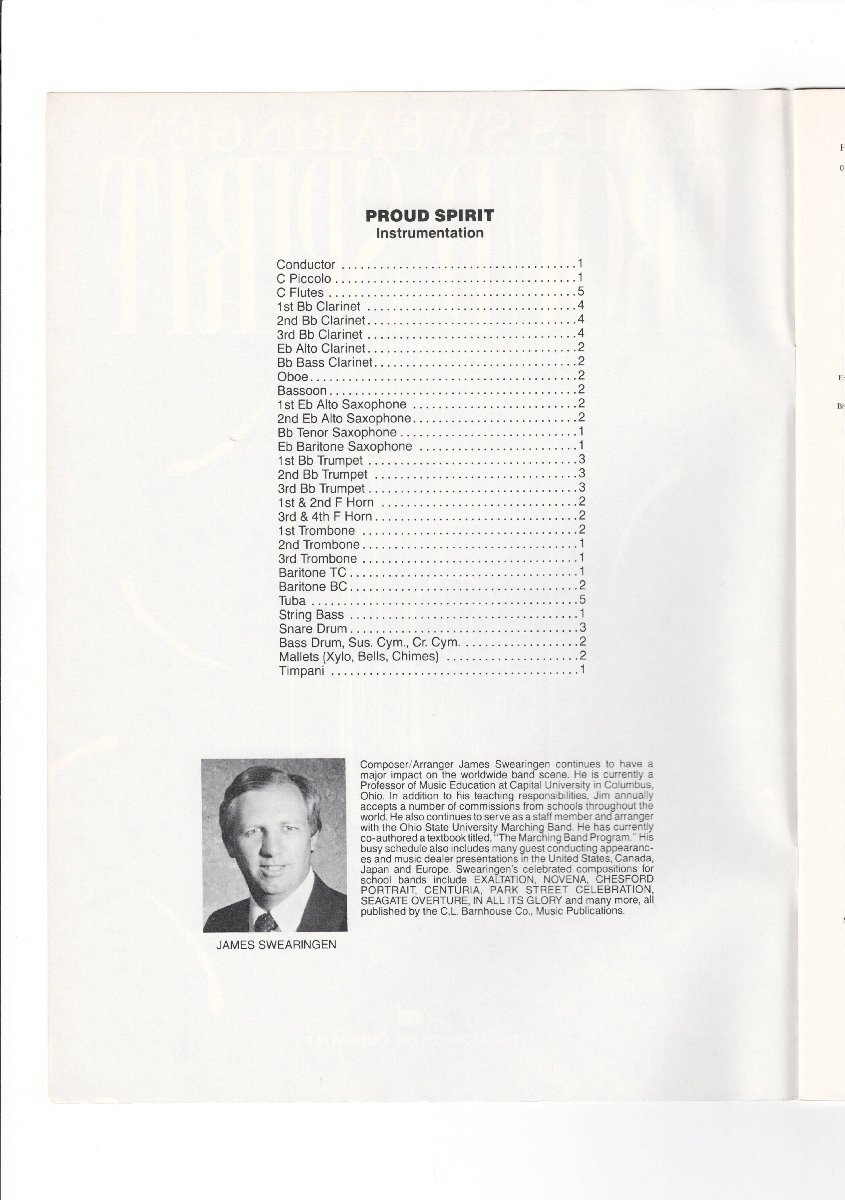 PROUD SPIRIT
Instrumentation
Conductor .....................................1
C Piccolo ......................................1
C Flutes .......................................5
1st Bb Clarinet .................................4
2nd Bb Clarinet.................................4
3rd Bb Clarinet .................................4
Eb Alto Clarinet.................................2
Bb Bass Clarinet................................2
Oboe..........................................2
Bassoon.......................................2
1st Eb Alto Saxophone ..........................2
2nd Eb Alto Saxophone..........................2
Bb Tenor Saxophone............................1
Eb Baritone Saxophone .........................1
1st Bb Trumpet .................................3
2nd Bb Trumpet ................................3
3rd Bb Trumpet.................................3
1st & 2nd F Horn ...............................2
3rd & 4th F Horn................................2
1st Trombone ..................................2
2nd Trombone..................................1
3rd Trombone ..................................1
Baritone TC....................................1
Baritone BC....................................2
Tuba ..........................................5
String Bass ....................................1
Snare Drum....................................3
Bass Drum, Sus. Cym., Cr. Cym. ..................2
Mallets (Xylo, Bells, Chimes) .....................2
Timpani .......................................1
Composer/Arranger James Swearingen continues to have a
major impact on the worldwide band scene. He is currently a
Professor of Music Education at Capital University in Columbus,
Ohio. In addition to his teaching responsibilities, Jim annually
accepts a number of commissions from schools throughout the
world. He also continues to serve as a staff member and arranger
with the Ohio State University Marching Band. He has currently
co-authored a textbook titled, "The Marching Band Program." His
busy schedule also includes many guest conducting appearanc-
es and music dealer presentations in the United States, Canada,
Japan and Europe. Swearingen's celebrated compositions for
school bands include EXALTATION, NOVENA, CHESFORD
PORTRAIT, CENTURIA, PARK STREET CELEBRATION,
SEAGATE OVERTURE, IN ALL ITS GLORY and many more, all
published by the C.L. Barnhouse Co., Music Publications.
JAMES SWEARINGEN